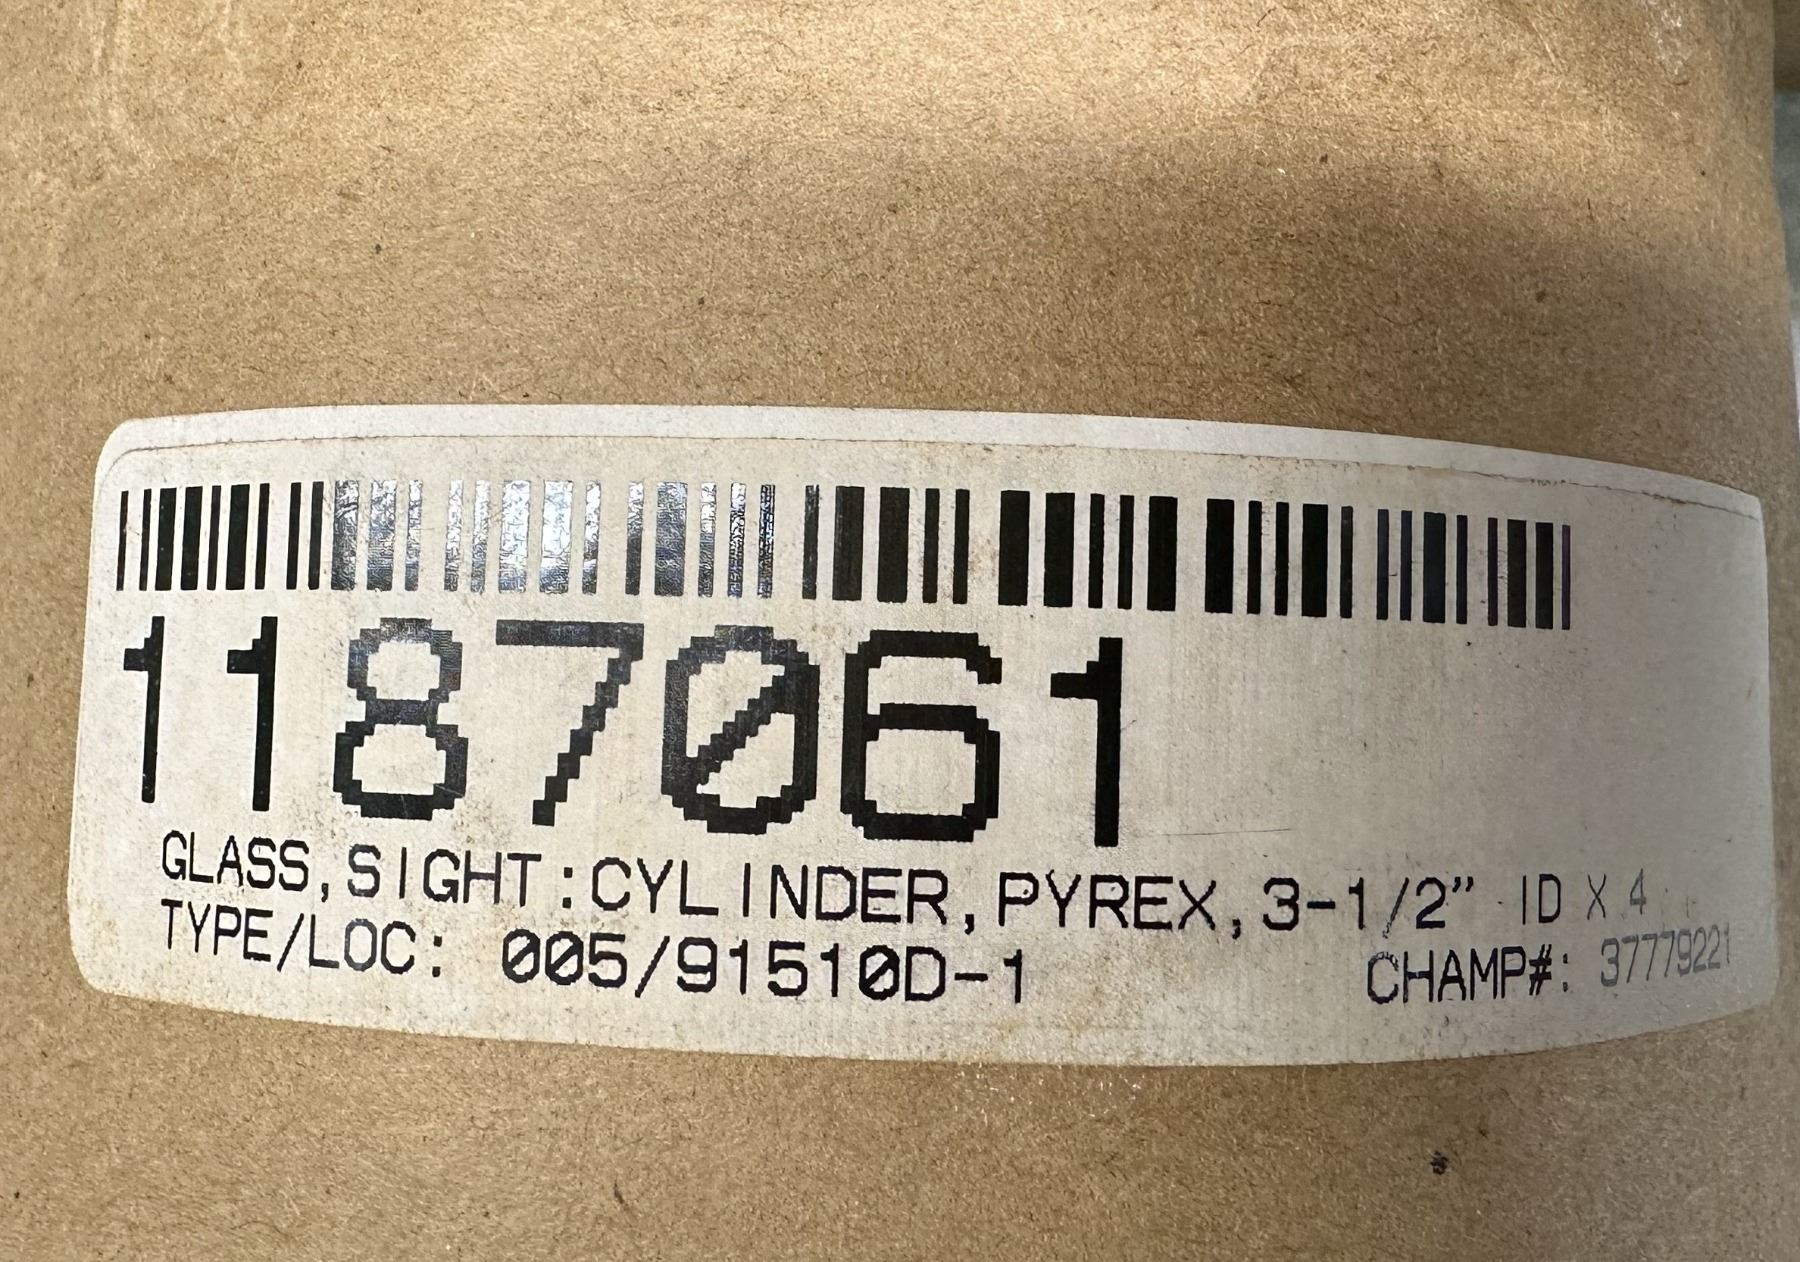 1187061
GLASS,SIGHT:CYLINDER,PYREX,3-1/2” ID X 4
TYPE/LOC: 005/91510D-1 CHAMP#: 37779221